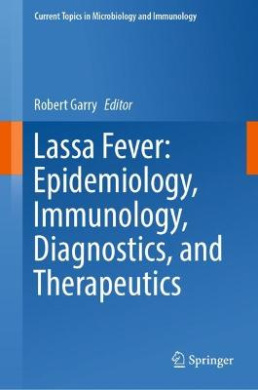 Current Topics in Microbiology and Immunology
Robert Garry Editor
Lassa Fever:
Epidemiology,
Immunology,
Diagnostics, and
Therapeutics
Springer